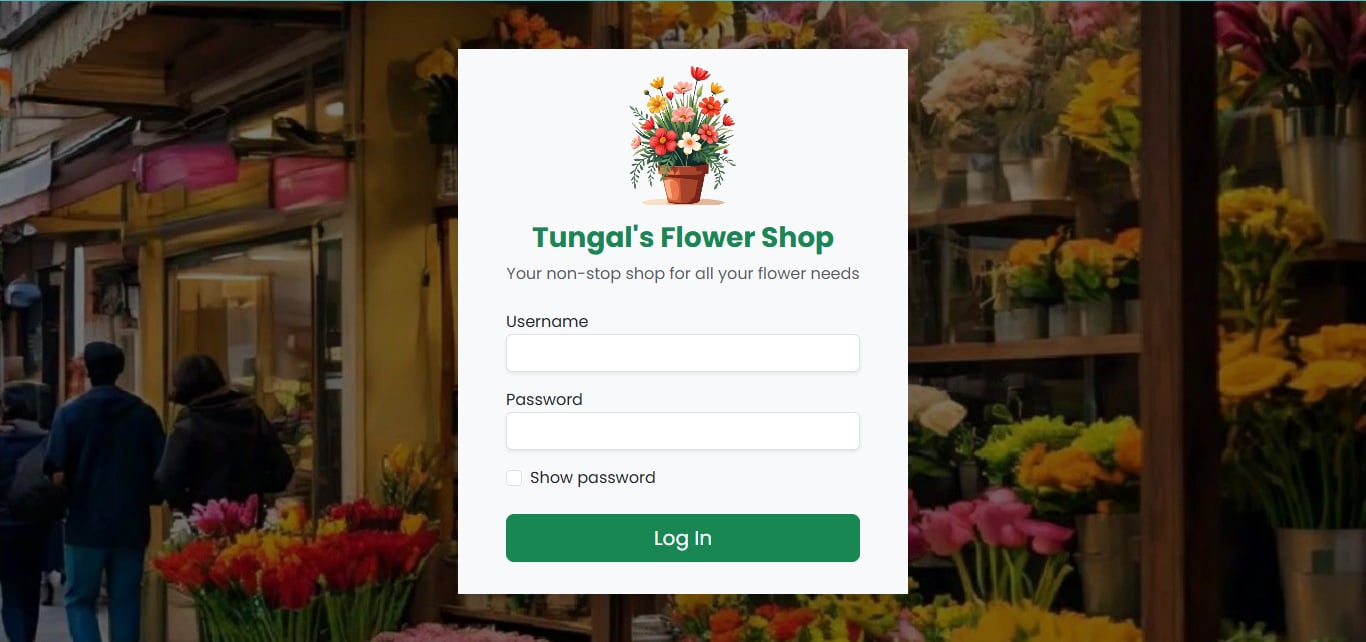 Tungal's Flower Shop
Your non-stop shop for all your flower needs
Username
Password
Show password
Log In